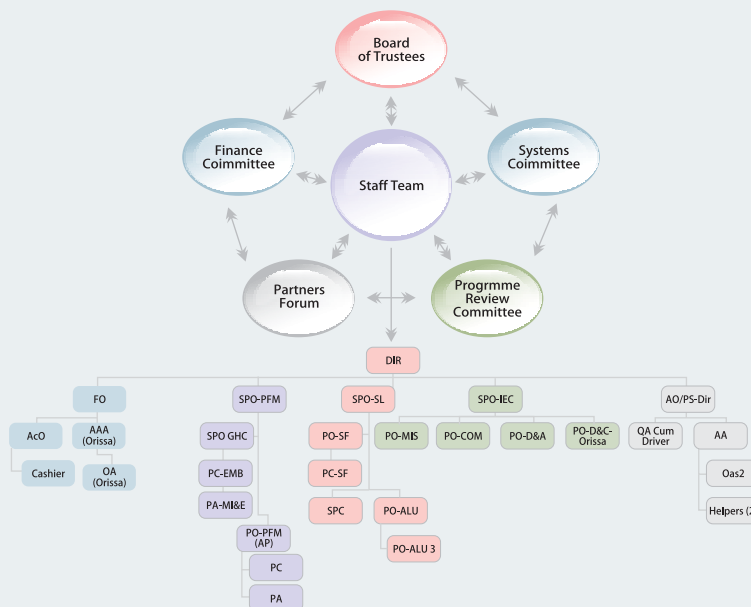 Board
of Trustees
Finance
Coimmittee
Systems
Coimmittee
Staff Team
Partners
Forum
Progrmme
Review
Committee
DIR
FO
SPO-PFM
SPO-SL
SPO-IEC
AO/PS-Dir
AcO
AAA
(Orissa)
SPO GHC
PO-SF
PO-MIS
PO-COM
PO-D&A
PO-D&C-
Orissa
QA Cum
Driver
AA
Cashier
OA
(Orissa)
PC-EMB
PC-SF
Oas2
PA-MI&E
SPC
PO-ALU
Helpers (2
PO-PFM
(AP)
PO-ALU 3
PC
PA